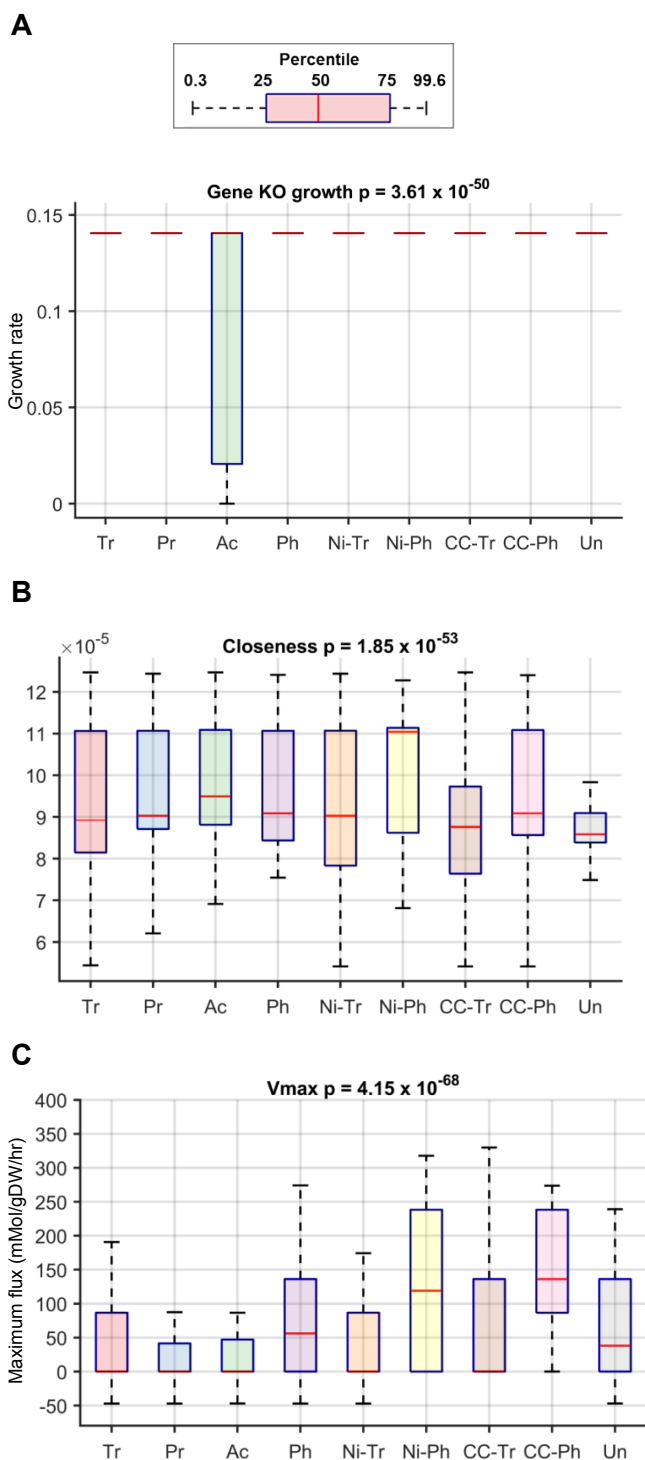 A
Percentile
0.3 25 50 75 99.6
Gene KO growth p = 3.61 x 10^-50
Growth rate
0.15
0.1
0.05
0
Tr Pr Ac Ph Ni-Tr Ni-Ph CC-Tr CC-Ph Un
B
×10^-5
Closeness p = 1.85 x 10^-53
12
11
10
9
8
7
6
Tr Pr Ac Ph Ni-Tr Ni-Ph CC-Tr CC-Ph Un
C
Vmax p = 4.15 x 10^-68
Maximum flux (mMol/gDW/hr)
400
350
300
250
200
150
100
50
0
-50
Tr Pr Ac Ph Ni-Tr Ni-Ph CC-Tr CC-Ph Un